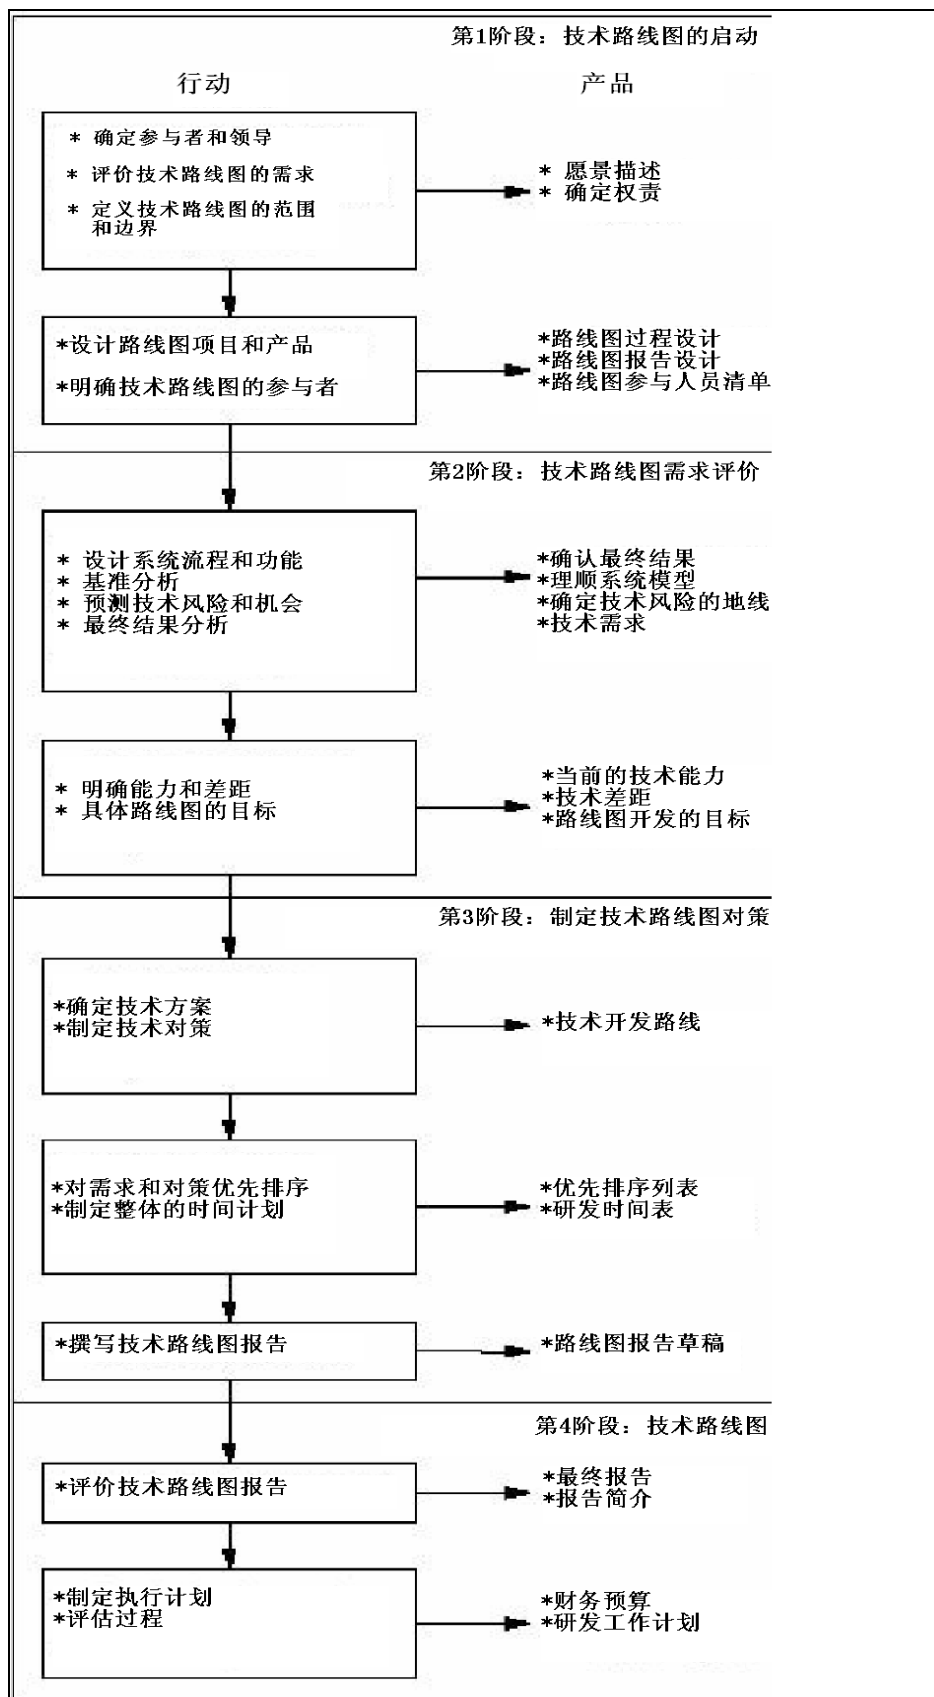 第1阶段：技术路线图的启动
行动
产品
* 确定参与者和领导
* 评价技术路线图的需求
* 定义技术路线图的范围
和边界
* 愿景描述
* 确定权责
*设计路线图项目和产品
*明确技术路线图的参与者
*路线图过程设计
*路线图报告设计
*路线图参与人员清单
第2阶段：技术路线图需求评价
* 设计系统流程和功能
* 基准分析
* 预测技术风险和机会
* 最终结果分析
*确认最终结果
*理顺系统模型
*确定技术风险的地线
*技术需求
* 明确能力和差距
* 具体路线图的目标
*当前的技术能力
*技术差距
*路线图开发的目标
第3阶段：制定技术路线图对策
*确定技术方案
*制定技术对策
*技术开发路线
*对需求和对策优先排序
*制定整体的时间计划
*优先排序列表
*研发时间表
*撰写技术路线图报告
*路线图报告草稿
第4阶段：技术路线图
*评价技术路线图报告
*最终报告
*报告简介
*制定执行计划
*评估过程
*财务预算
*研发工作计划